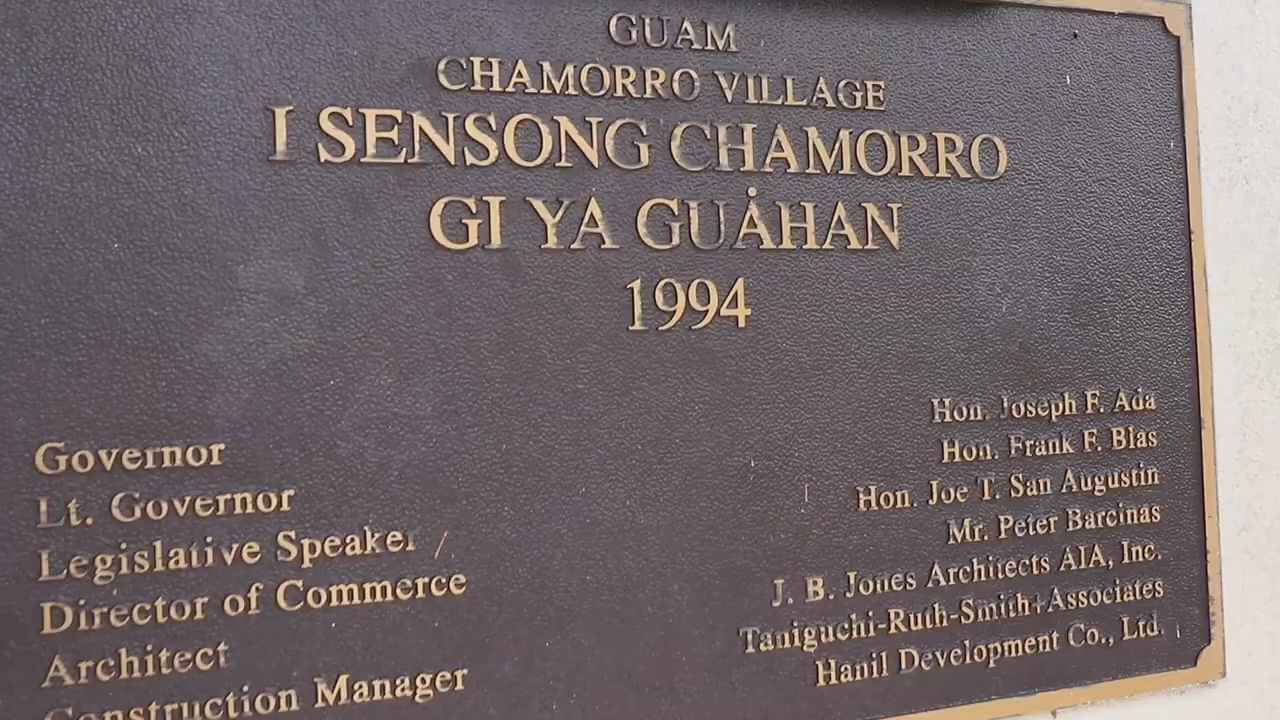 GUAM
CHAMORRO VILLAGE
I SENSONG CHAMORRO
GI YA GUÅHAN
1994
Governor Hon. Joseph F. Ada
Lt. Governor Hon. Frank F. Blas
Legislative Speaker Hon. Joe T. San Augustin
Director of Commerce Mr. Peter Barcinas
Architect J. B. Jones Architects AIA, Inc.
Construction Manager Taniguchi-Ruth-Smith+Associates
Hanil Development Co., Ltd.